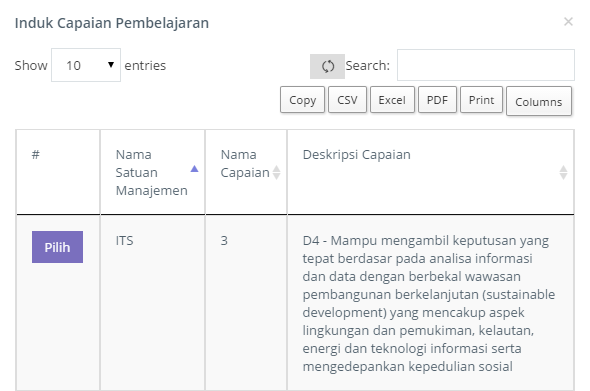 Induk Capaian Pembelajaran ×
Show 10 entries Search:
Copy CSV Excel PDF Print Columns
# Nama Satuan Manajemen Nama Capaian Deskripsi Capaian
Pilih ITS 3 D4 - Mampu mengambil keputusan yang
tepat berdasar pada analisa informasi
dan data dengan berbekal wawasan
pembangunan berkelanjutan (sustainable
development) yang mencakup aspek
lingkungan dan pemukiman, kelautan,
energi dan teknologi informasi serta
mengedepankan kepedulian sosial